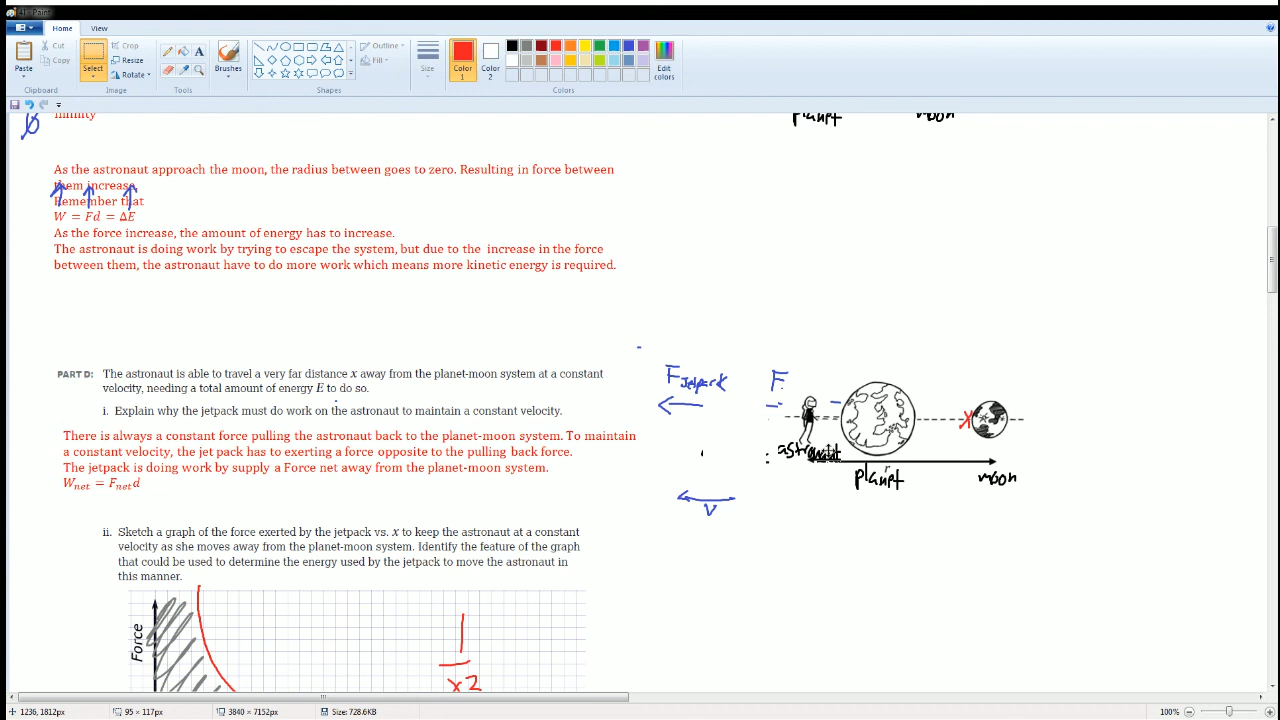 Home
View
Paste
Cut
Copy
Clipboard
Select
Crop
Resize
Rotate
Image
Tools
Brushes
Shapes
Outline
Fill
Size
Color
1
Color
2
Edit
colors
Colors
infinity
planet
moon
As the astronaut approach the moon, the radius between goes to zero. Resulting in force between
them increase.
Remember that
W = Fd = ΔE
As the force increase, the amount of energy has to increase.
The astronaut is doing work by trying to escape the system, but due to the increase in the force
between them, the astronaut have to do more work which means more kinetic energy is required.
PART D: The astronaut is able to travel a very far distance x away from the planet-moon system at a constant
velocity, needing a total amount of energy E to do so.
i. Explain why the jetpack must do work on the astronaut to maintain a constant velocity.
There is always a constant force pulling the astronaut back to the planet-moon system. To maintain
a constant velocity, the jet pack has to exerting a force opposite to the pulling back force.
The jetpack is doing work by supply a Force net away from the planet-moon system.
Wnet = Fnetd
F Jetpack
F
astronaut
r
planet
moon
v
ii. Sketch a graph of the force exerted by the jetpack vs. x to keep the astronaut at a constant
velocity as she moves away from the planet-moon system. Identify the feature of the graph
that could be used to determine the energy used by the jetpack to move the astronaut in
this manner.
Force
1
x2
1236, 1812px
95 × 117px
3840 × 7152px
Size: 728.6KB
100%